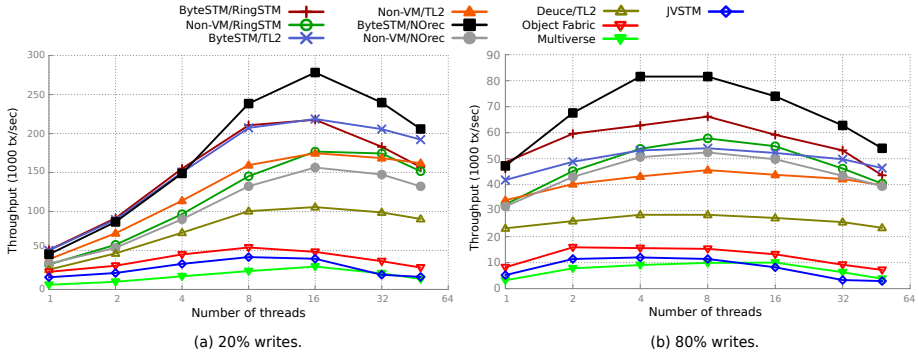 ByteSTM/RingSTM Non-VM/TL2 Deuce/TL2 JVSTM
Non-VM/RingSTM ByteSTM/NOrec Object Fabric
ByteSTM/TL2 Non-VM/NOrec Multiverse
Throughput (1000 tx/sec)
300
250
200
150
100
50
0
1 2 4 8 16 32 64
Number of threads
(a) 20% writes.
Throughput (1000 tx/sec)
90
80
70
60
50
40
30
20
10
0
1 2 4 8 16 32 64
Number of threads
(b) 80% writes.